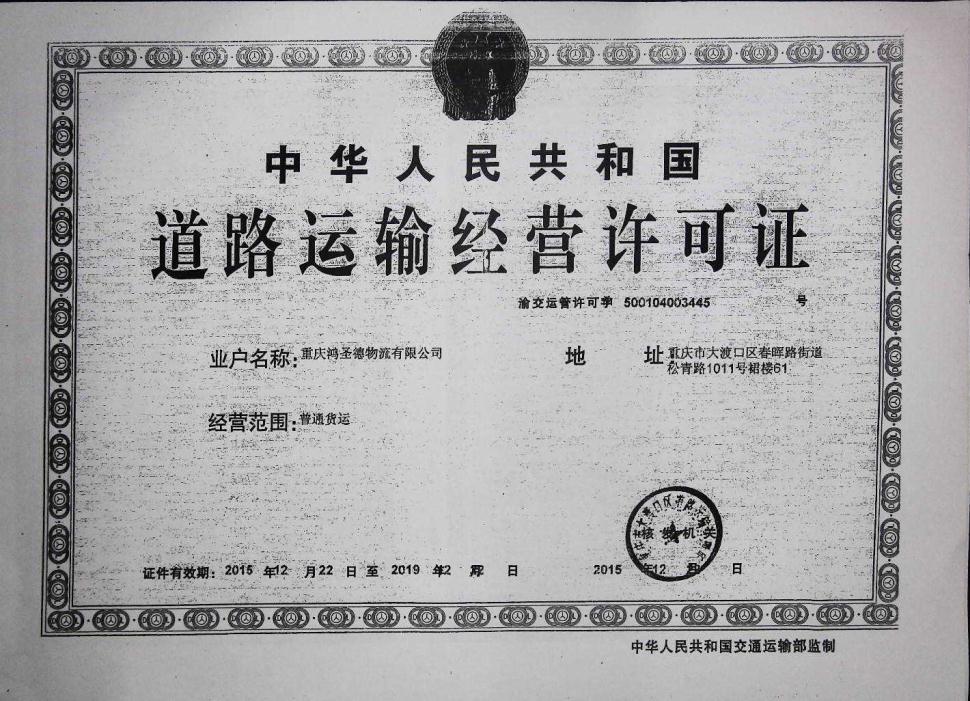 中华人民共和国
道路运输经营许可证
渝交运管许可字 500104003445 号
业户名称: 重庆鸿圣德物流有限公司
地 址: 重庆市大渡口区春晖路街道
松青路1011号裙楼61
经营范围: 普通货运
核发机关
证件有效期: 2015 年12 月22 日 至 2019 年12 月 日
2015 年12 月 日
中华人民共和国交通运输部监制